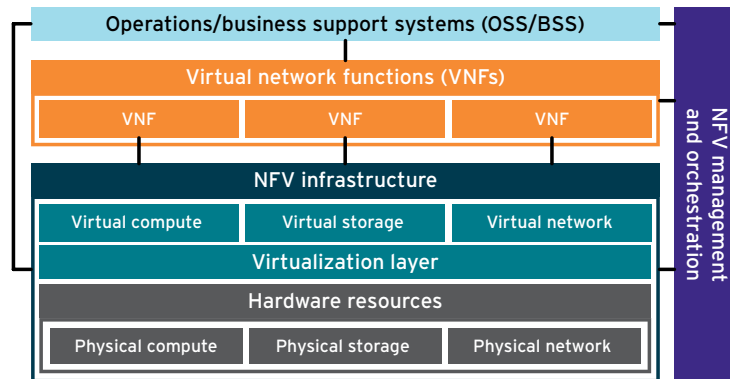 Operations/business support systems (OSS/BSS)
Virtual network functions (VNFs)
VNF
VNF
VNF
NFV infrastructure
Virtual compute
Virtual storage
Virtual network
Virtualization layer
Hardware resources
Physical compute
Physical storage
Physical network
NFV management
and orchestration